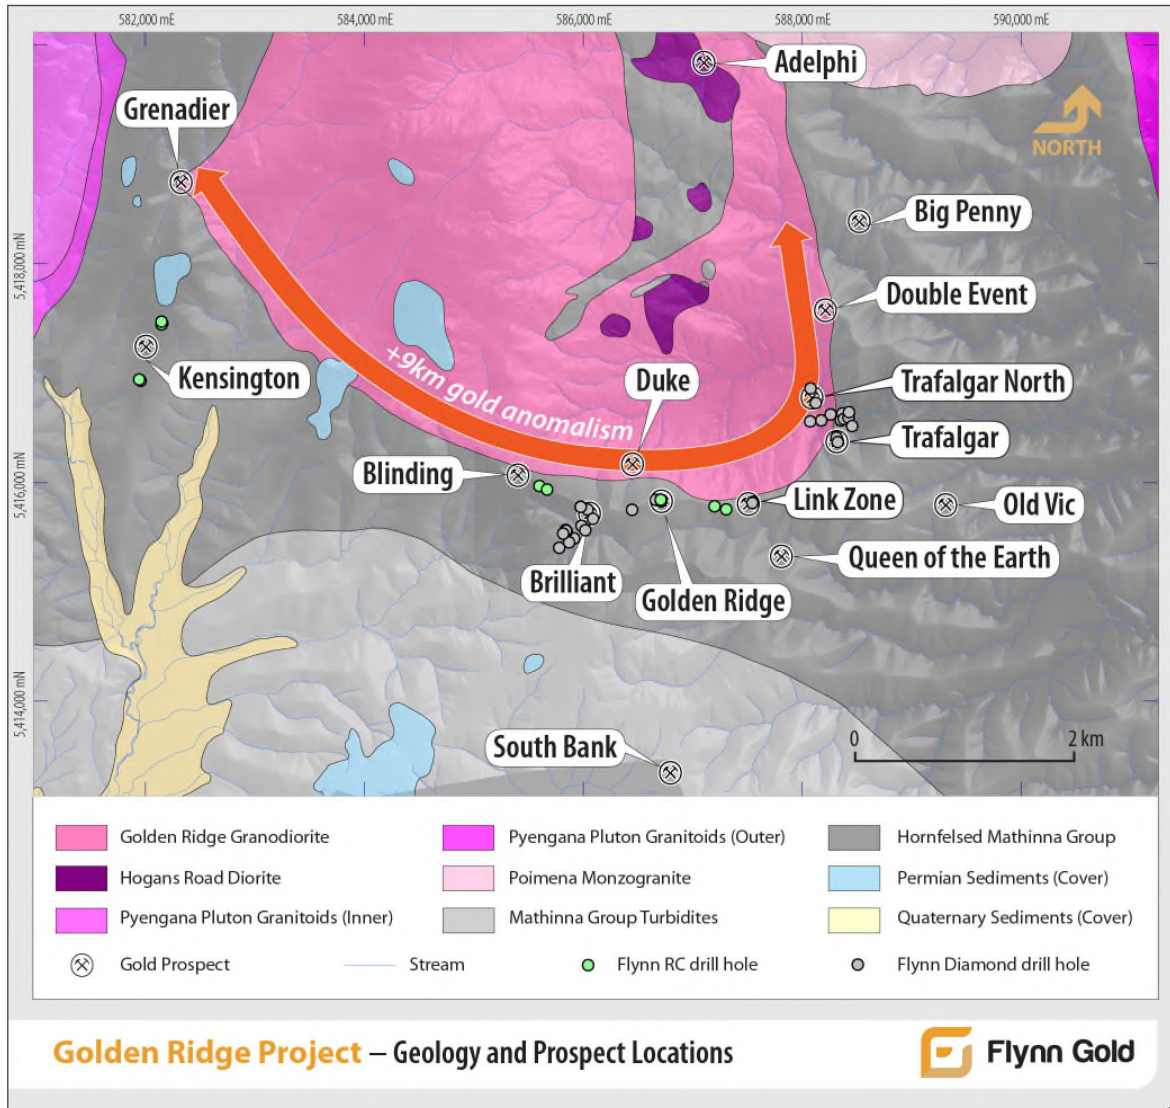 582,000 mE
584,000 mE
586,000 mE
588,000 mE
590,000 mE
Adelphi
Grenadier
NORTH
Big Penny
5,418,000 mN
Double Event
Kensington
+9km gold anomalism
Duke
Trafalgar North
Trafalgar
Blinding
5,416,000 mN
Link Zone
Old Vic
Brilliant
Golden Ridge
Queen of the Earth
5,414,000 mN
South Bank
0
2 km
Golden Ridge Granodiorite
Pyengana Pluton Granitoids (Outer)
Hornfelsed Mathinna Group
Hogans Road Diorite
Poimena Monzogranite
Permian Sediments (Cover)
Pyengana Pluton Granitoids (Inner)
Mathinna Group Turbidites
Quaternary Sediments (Cover)
Gold Prospect
Stream
Flynn RC drill hole
Flynn Diamond drill hole
Golden Ridge Project – Geology and Prospect Locations
Flynn Gold